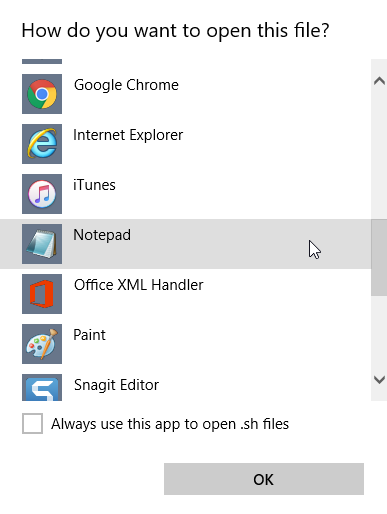 How do you want to open this file?
Google Chrome
Internet Explorer
iTunes
Notepad
Office XML Handler
Paint
Snagit Editor
Always use this app to open .sh files
OK